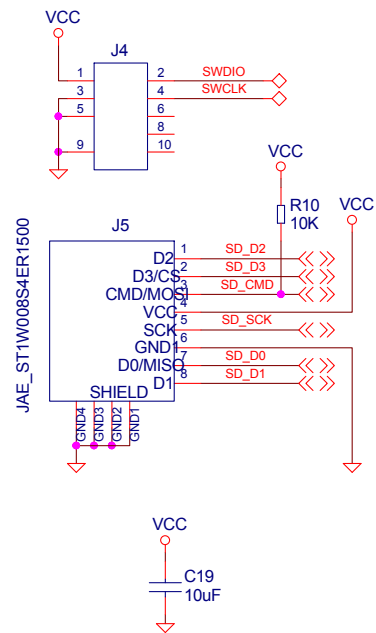 VCC
J4
1 2 SWDIO
3 4 SWCLK
5 6
8
9 10
VCC
R10
10K
VCC
J5
JAE_ST1W008S4ER1500
D2 1 SD_D2
D3/CS 2 SD_D3
CMD/MOSI 3 SD_CMD
VCC 4
SCK 5 SD_SCK
GND1 6
D0/MISO 7 SD_D0
D1 8 SD_D1
SHIELD
GND4
GND3
GND2
GND1
VCC
C19
10uF